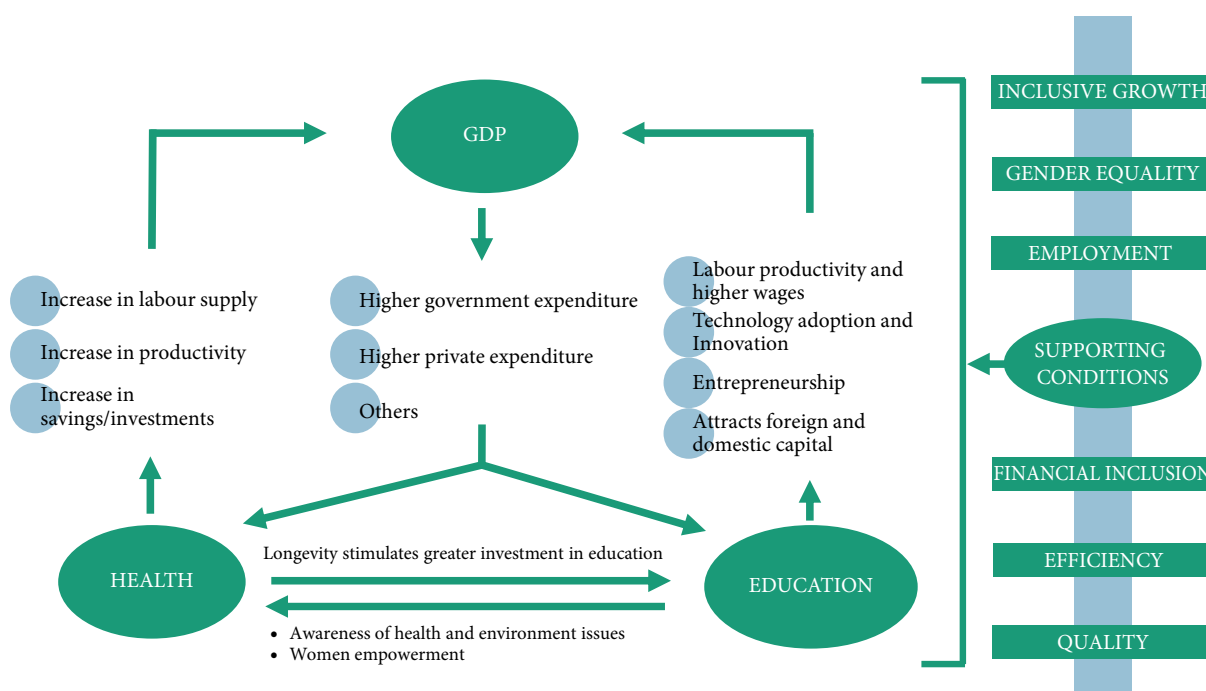 GDP
Increase in labour supply
Increase in productivity
Increase in
savings/investments
Higher government expenditure
Higher private expenditure
Others
Labour productivity and
higher wages
Technology adoption and
Innovation
Entrepreneurship
Attracts foreign and
domestic capital
HEALTH
Longevity stimulates greater investment in education
• Awareness of health and environment issues
• Women empowerment
EDUCATION
INCLUSIVE GROWTH
GENDER EQUALITY
EMPLOYMENT
SUPPORTING
CONDITIONS
FINANCIAL INCLUSION
EFFICIENCY
QUALITY